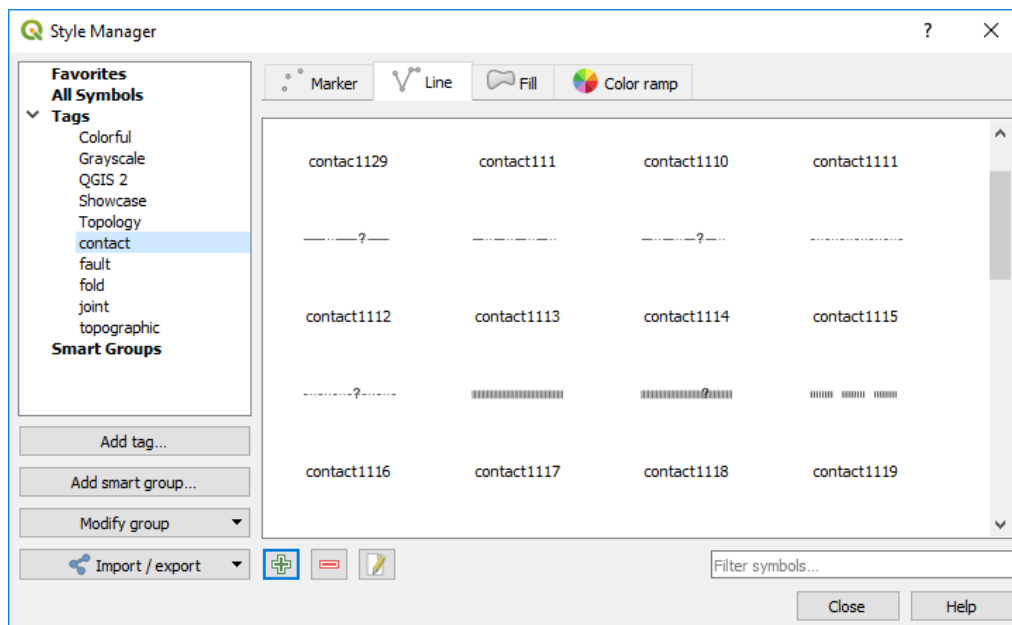 Style Manager
?
Favorites
All Symbols
Tags
Colorful
Grayscale
QGIS 2
Showcase
Topology
contact
fault
fold
joint
topographic
Smart Groups
Add tag...
Add smart group...
Modify group
Import / export
Marker
Line
Fill
Color ramp
contac1129 contact111 contact1110 contact1111
? ?
contact1112 contact1113 contact1114 contact1115
? ?
contact1116 contact1117 contact1118 contact1119
Filter symbols...
Close
Help